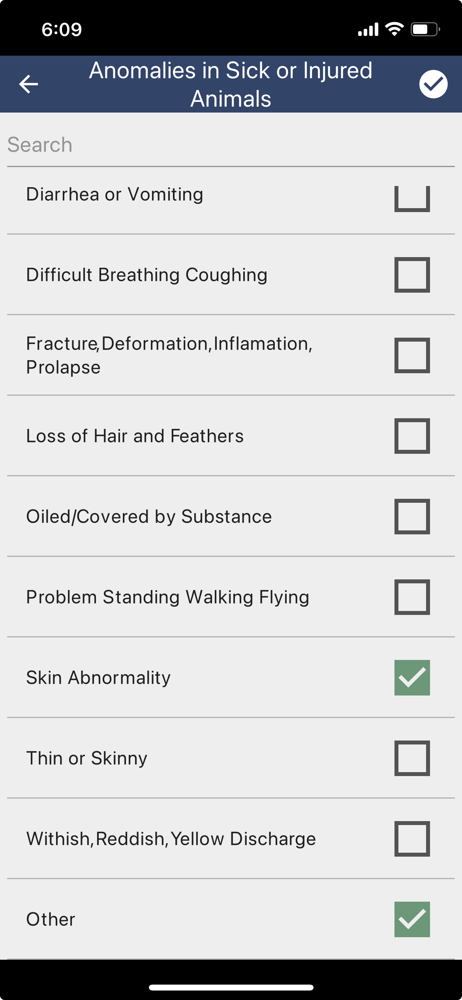 6:09
Anomalies in Sick or Injured
Animals
Search
Diarrhea or Vomiting
Difficult Breathing Coughing
Fracture,Deformation,Inflamation,
Prolapse
Loss of Hair and Feathers
Oiled/Covered by Substance
Problem Standing Walking Flying
Skin Abnormality
Thin or Skinny
Withish,Reddish,Yellow Discharge
Other